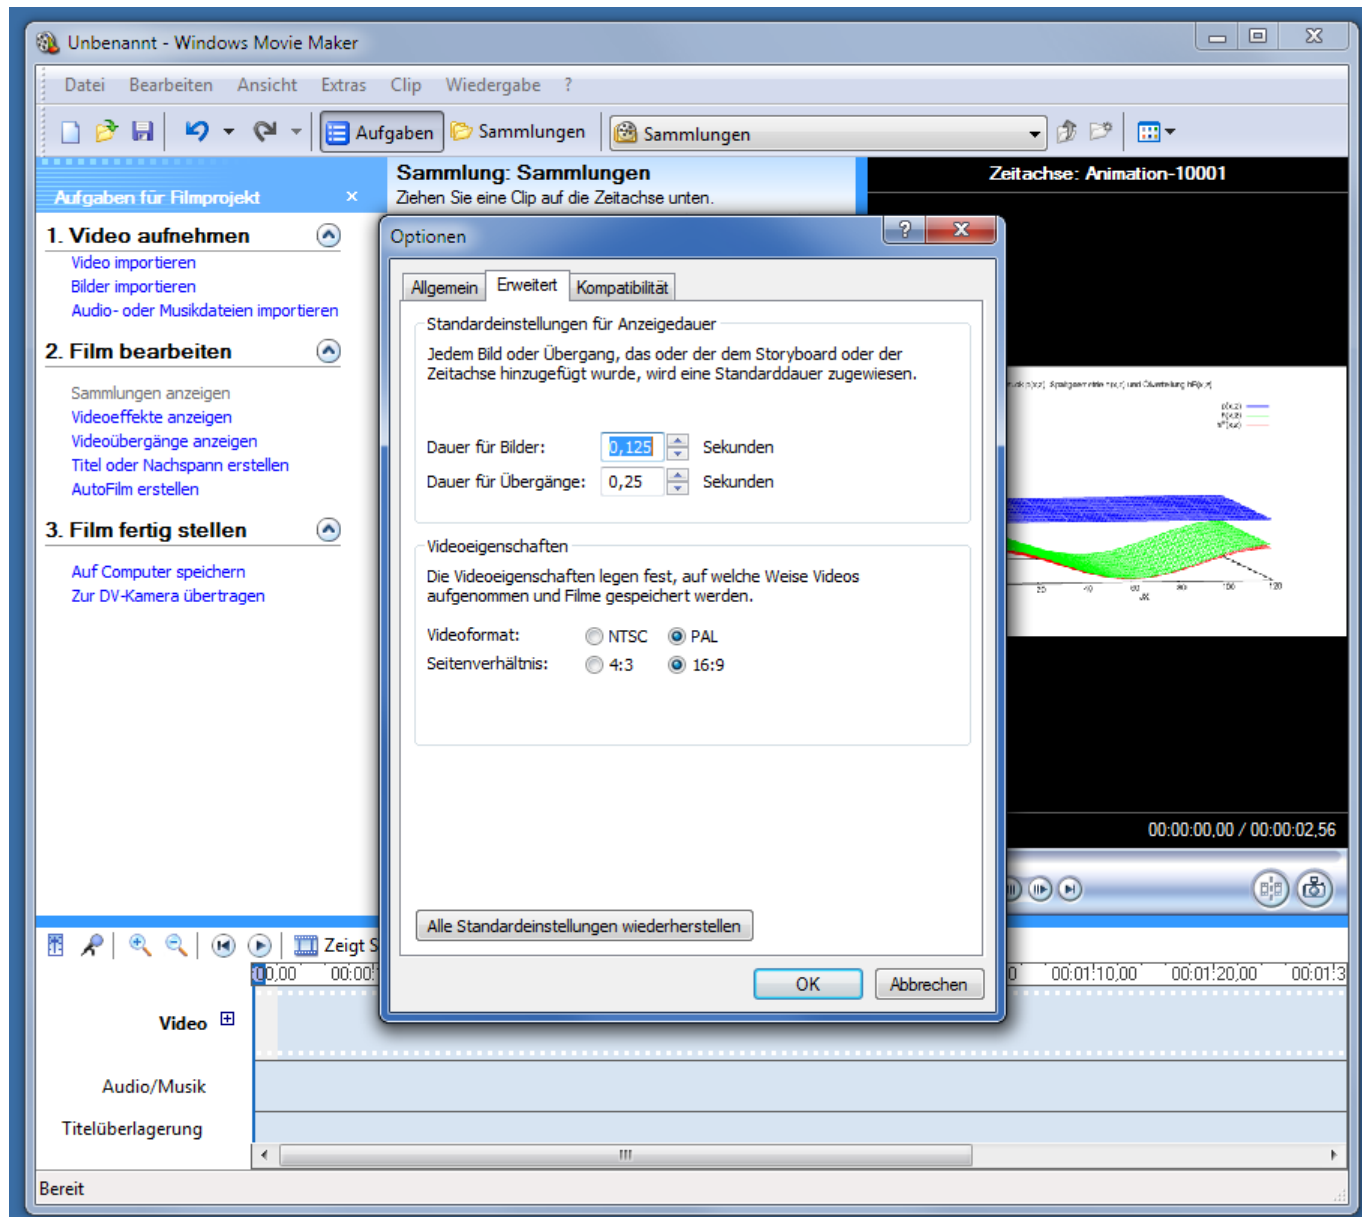 Unbenannt - Windows Movie Maker
Datei Bearbeiten Ansicht Extras Clip Wiedergabe ?
Aufgaben Sammlungen Sammlungen
Aufgaben für Filmprojekt
1. Video aufnehmen
Video importieren
Bilder importieren
Audio- oder Musikdateien importieren
2. Film bearbeiten
Sammlungen anzeigen
Videoeffekte anzeigen
Videoübergänge anzeigen
Titel oder Nachspann erstellen
AutoFilm erstellen
3. Film fertig stellen
Auf Computer speichern
Zur DV-Kamera übertragen
Sammlung: Sammlungen
Ziehen Sie eine Clip auf die Zeitachse unten.
Zeitachse: Animation-10001
Optionen
Allgemein Erweitert Kompatibilität
Standardeinstellungen für Anzeigedauer
Jedem Bild oder Übergang, das oder der dem Storyboard oder der
Zeitachse hinzugefügt wurde, wird eine Standarddauer zugewiesen.
Dauer für Bilder: 0,125 Sekunden
Dauer für Übergänge: 0,25 Sekunden
Videoeigenschaften
Die Videoeigenschaften legen fest, auf welche Weise Videos
aufgenommen und Filme gespeichert werden.
Videoformat: NTSC PAL
Seitenverhältnis: 4:3 16:9
Alle Standardeinstellungen wiederherstellen
OK Abbrechen
20 40 60 80 100 120
00:00:00,00 / 00:00:02,56
Zeigt S
00:01:10,00 00:01:20,00 00:01:3
Video
Audio/Musik
Titelüberlagerung
Bereit